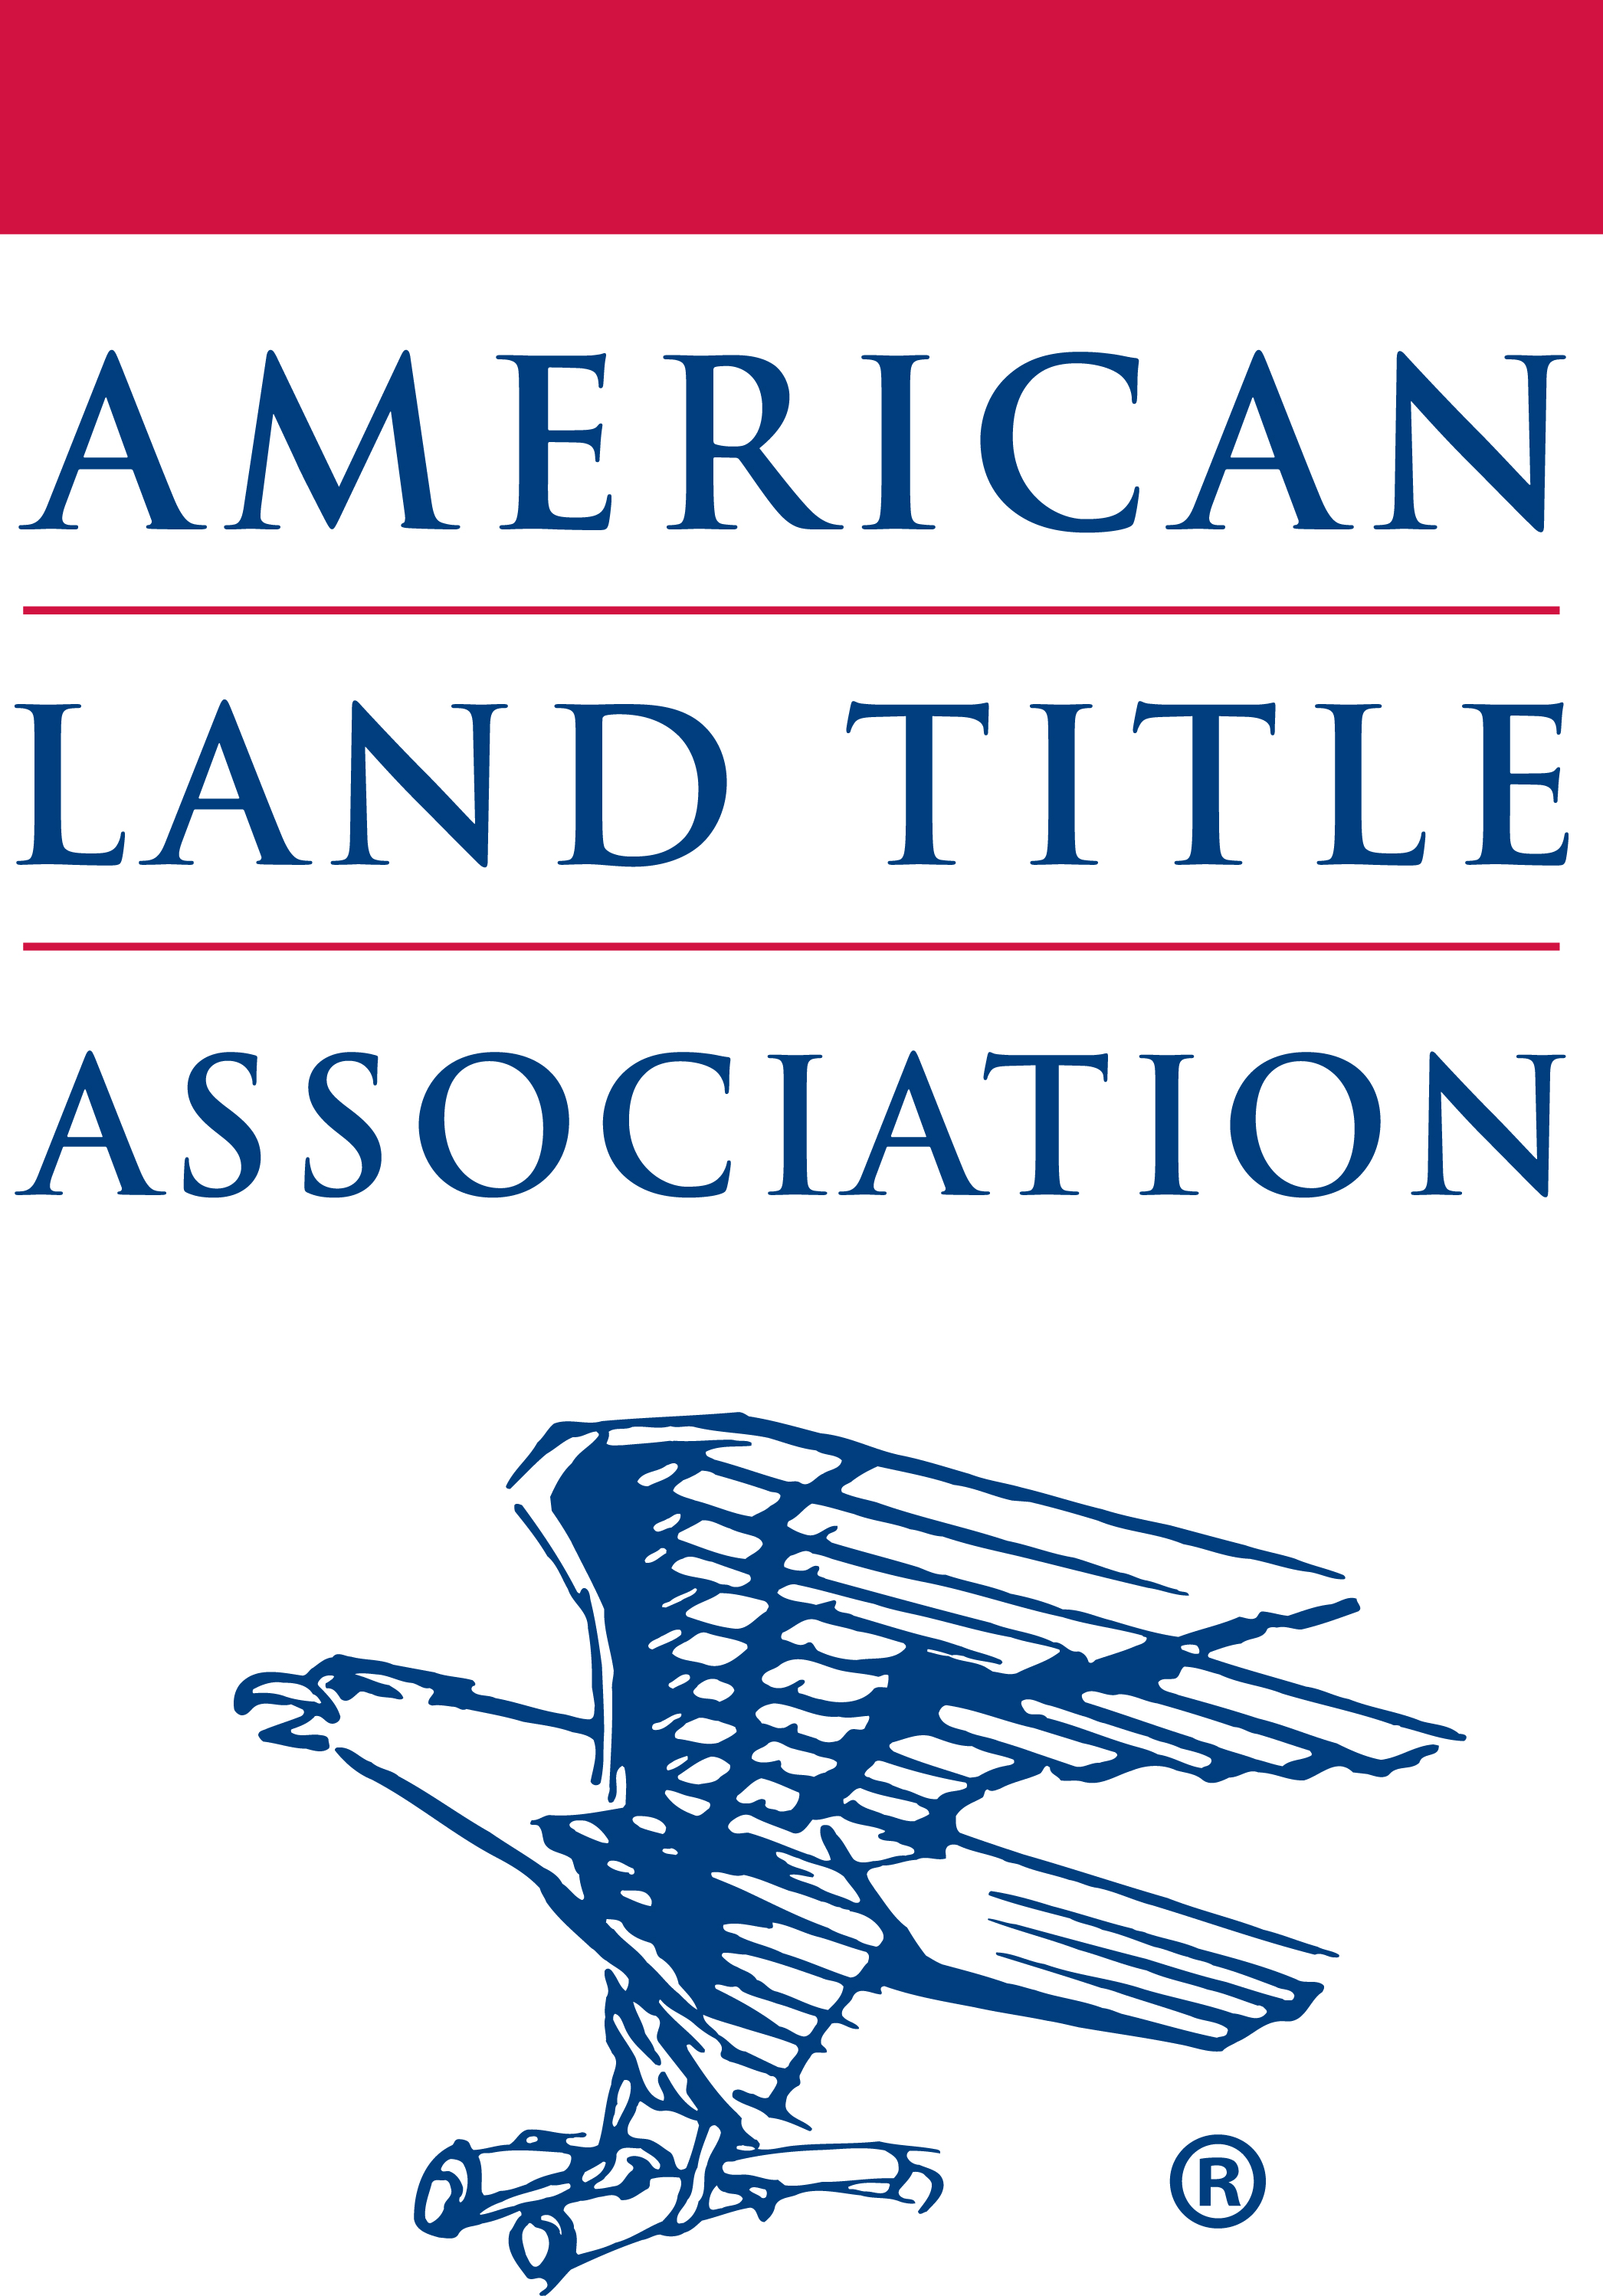 AMERICAN
LAND TITLE
ASSOCIATION
®